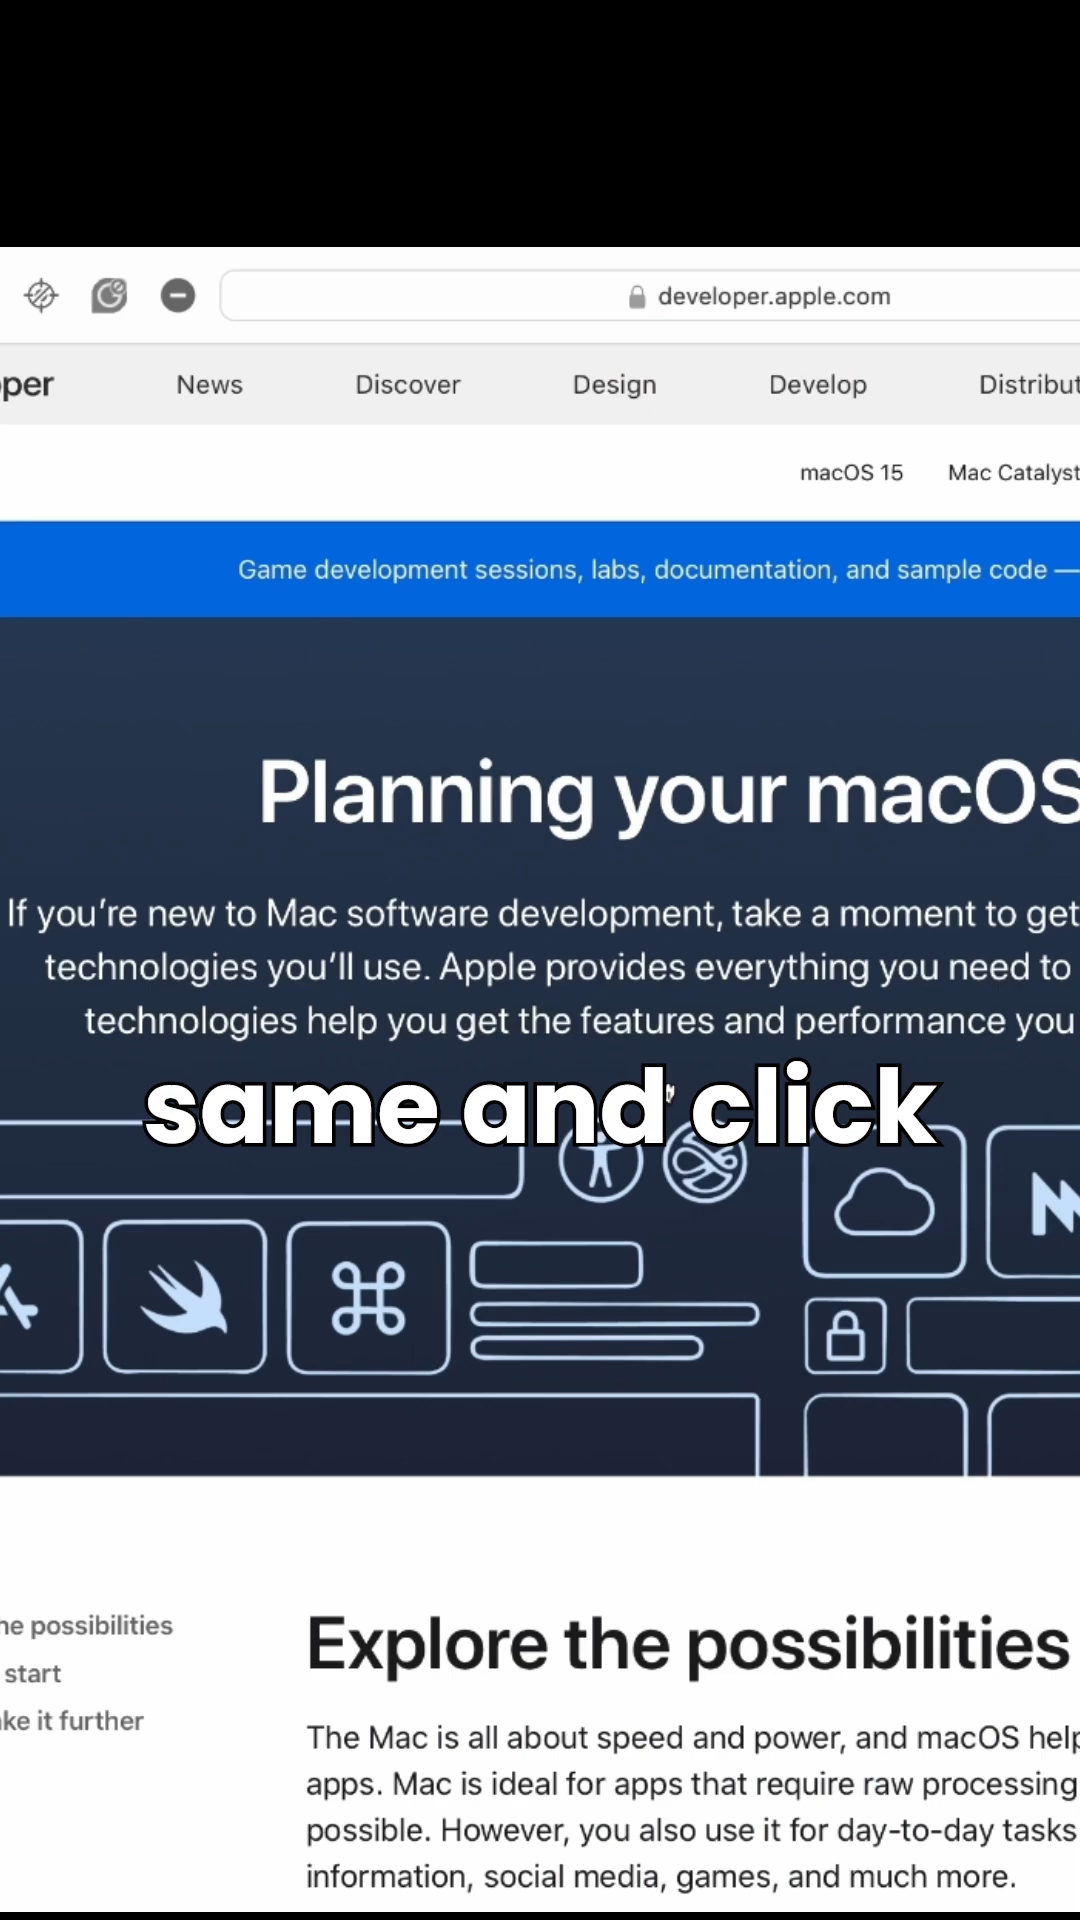 developer.apple.com
News Discover Design Develop
macOS 15 Mac Catalyst
Game development sessions, labs, documentation, and sample code —
Planning your macOS
If you’re new to Mac software development, take a moment to get
technologies you’ll use. Apple provides everything you need to
technologies help you get the features and performance you
same and click
possibilities
start
it further
Explore the possibilities
The Mac is all about speed and power, and macOS help
apps. Mac is ideal for apps that require raw processing
possible. However, you also use it for day-to-day tasks
information, social media, games, and much more.